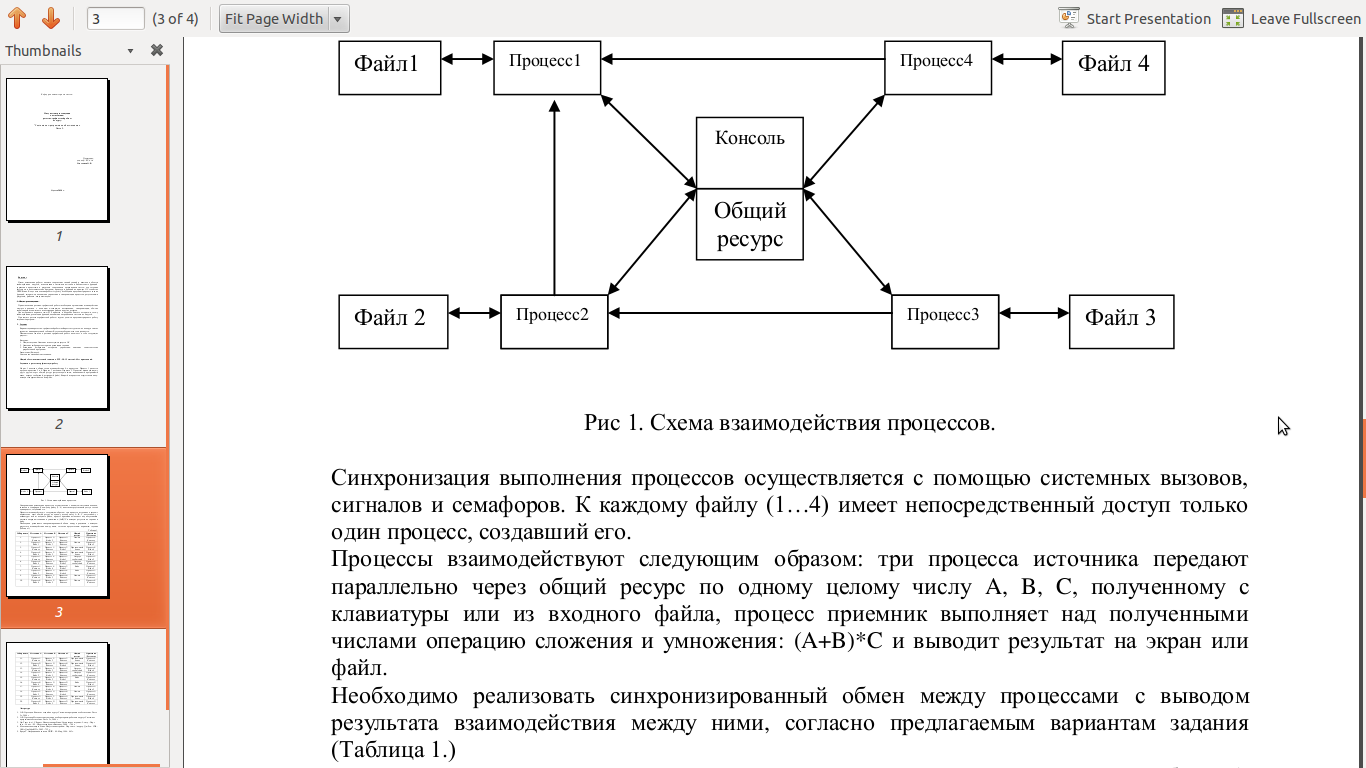 3
(3 of 4)
Fit Page Width
Start Presentation
Leave Fullscreen
Thumbnails
1
2
3
Файл1
Процесс1
Процесс4
Файл 4
Консоль
Общий
ресурс
Файл 2
Процесс2
Процесс3
Файл 3
Рис 1. Схема взаимодействия процессов.
Синхронизация выполнения процессов осуществляется с помощью системных вызовов,
сигналов и семафоров. К каждому файлу (1…4) имеет непосредственный доступ только
один процесс, создавший его.
Процессы взаимодействуют следующим образом: три процесса источника передают
параллельно через общий ресурс по одному целому числу A, B, C, полученному с
клавиатуры или из входного файла, процесс приемник выполняет над полученными
числами операцию сложения и умножения: (A+B)*C и выводит результат на экран или
файл.
Необходимо реализовать синхронизированный обмен между процессами с выводом
результата взаимодействия между ними, согласно предлагаемым вариантам задания
(Таблица 1.)